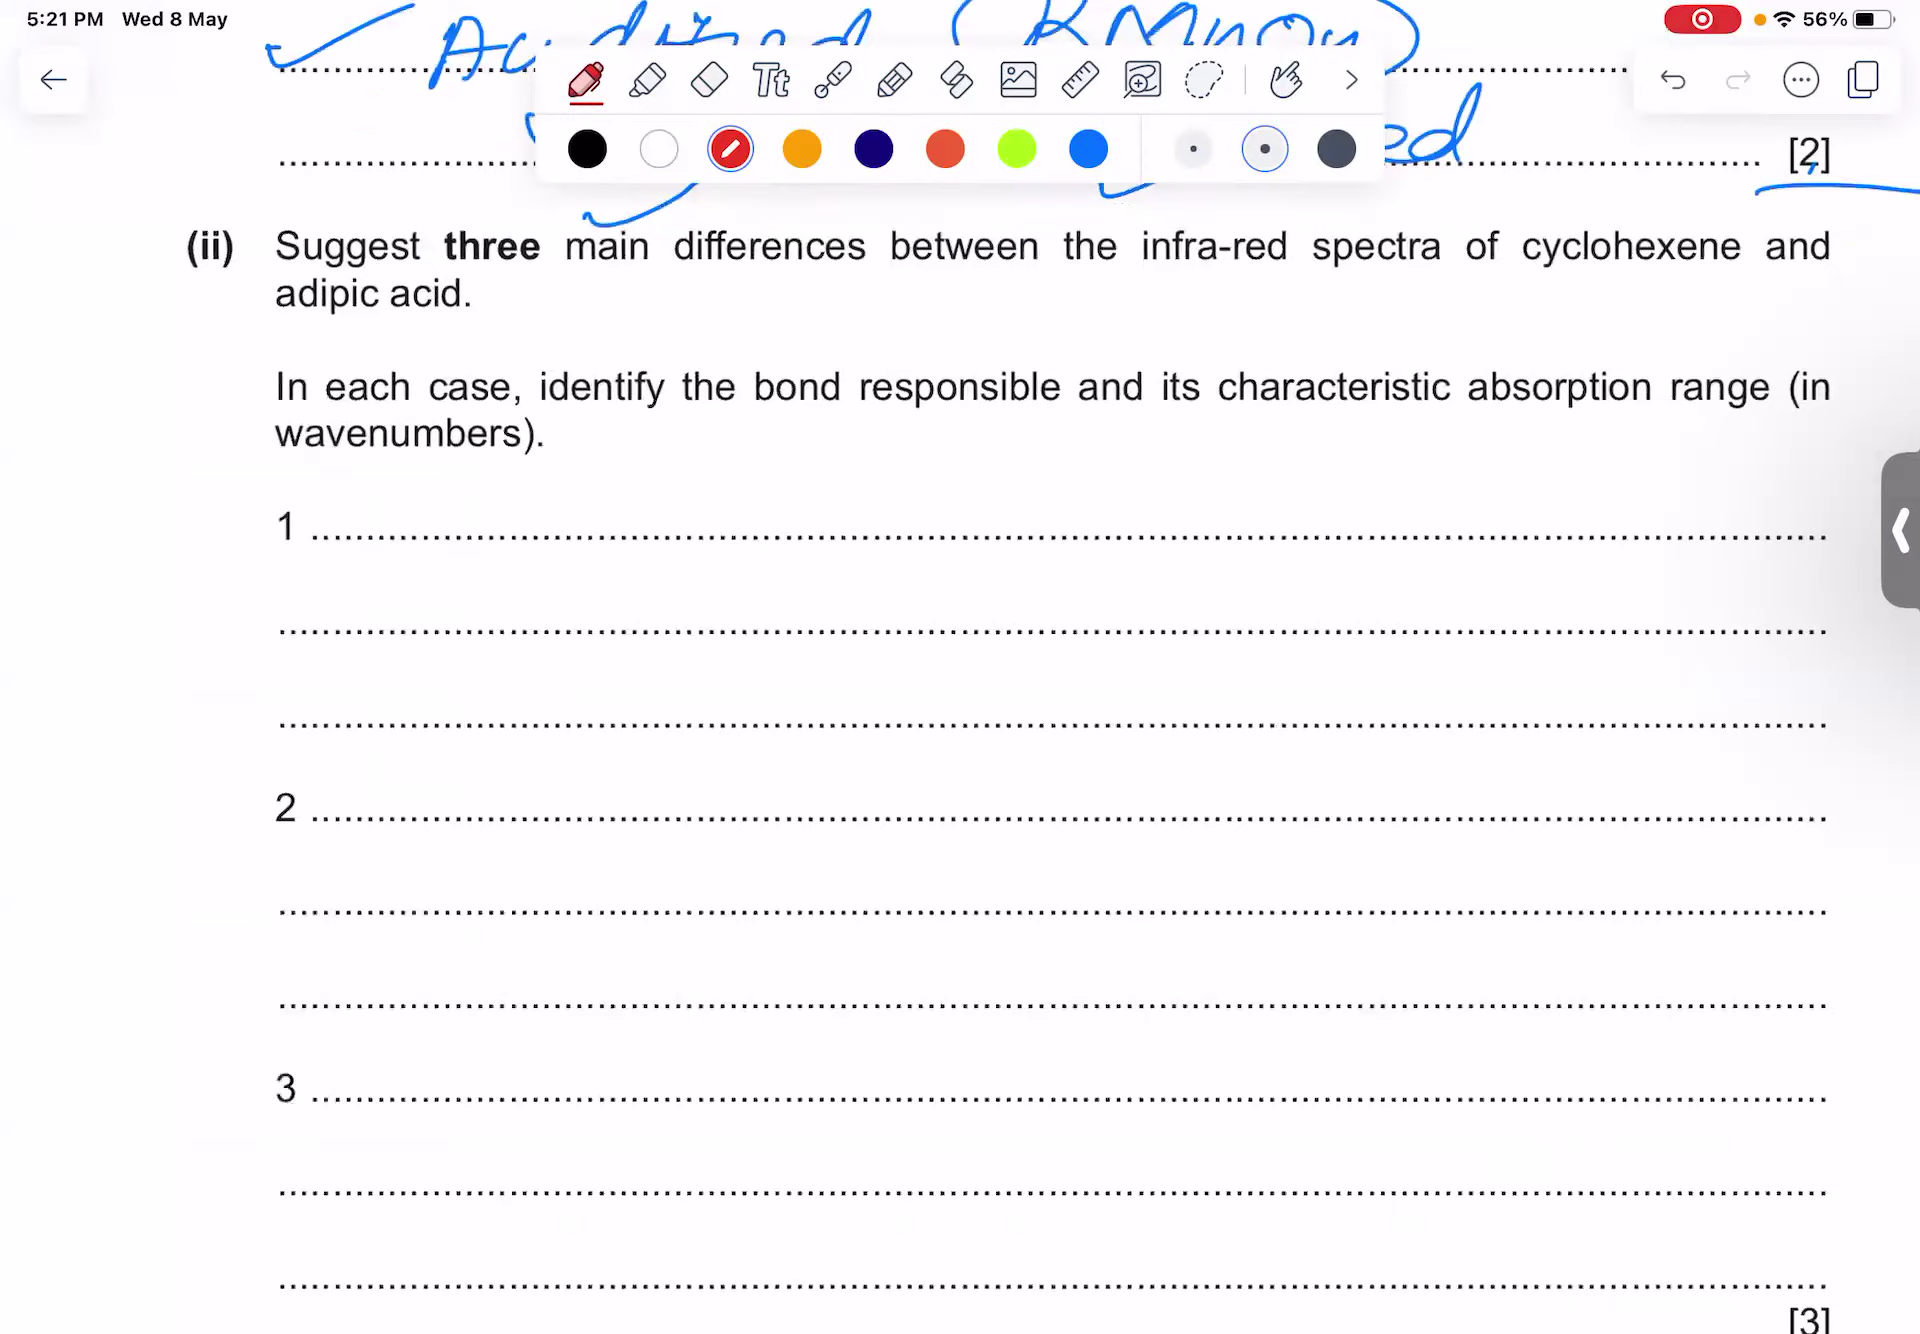 5:21 PM Wed 8 May
56%
Tt
ed
[2]
(ii) Suggest three main differences between the infra-red spectra of cyclohexene and
adipic acid.
In each case, identify the bond responsible and its characteristic absorption range (in
wavenumbers).
1
2
3
[3]